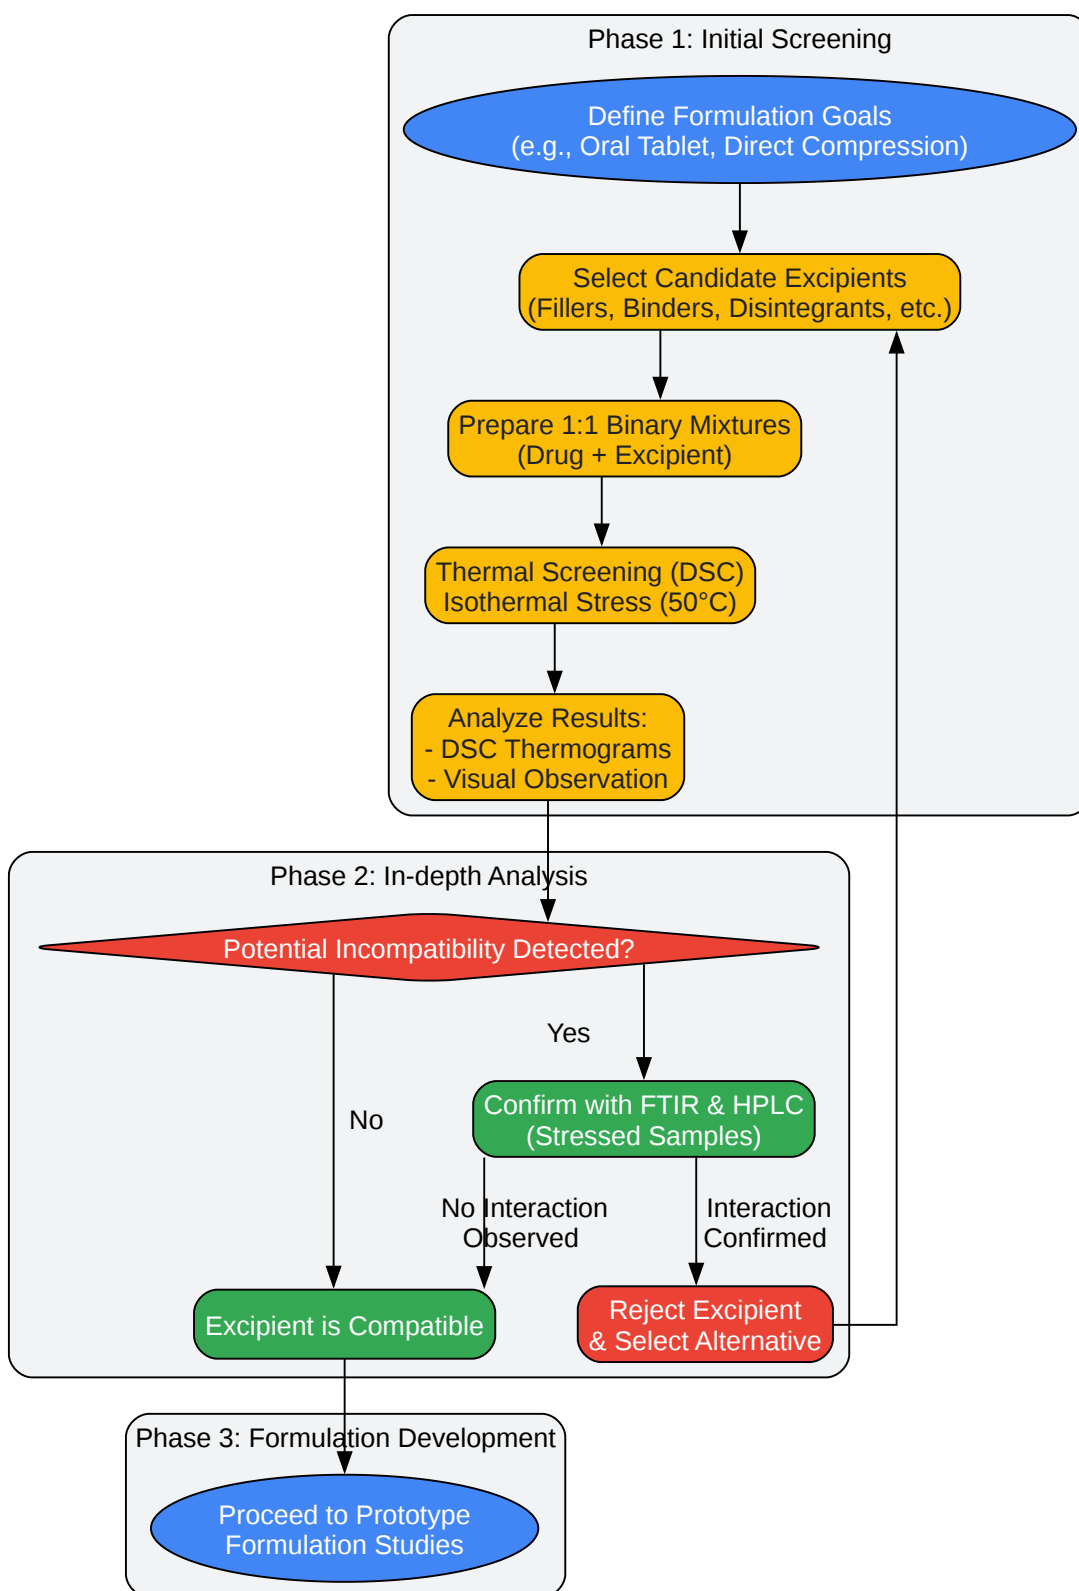 Phase 1: Initial Screening
Define Formulation Goals
(e.g., Oral Tablet, Direct Compression)
Select Candidate Excipients
(Fillers, Binders, Disintegrants, etc.)
Prepare 1:1 Binary Mixtures
(Drug + Excipient)
Thermal Screening (DSC)
Isothermal Stress (50°C)
Analyze Results:
- DSC Thermograms
- Visual Observation
Phase 2: In-depth Analysis
Potential Incompatibility Detected?
Yes
No
Confirm with FTIR & HPLC
(Stressed Samples)
No Interaction
Observed
Interaction
Confirmed
Excipient is Compatible
Reject Excipient
& Select Alternative
Phase 3: Formulation Development
Proceed to Prototype
Formulation Studies